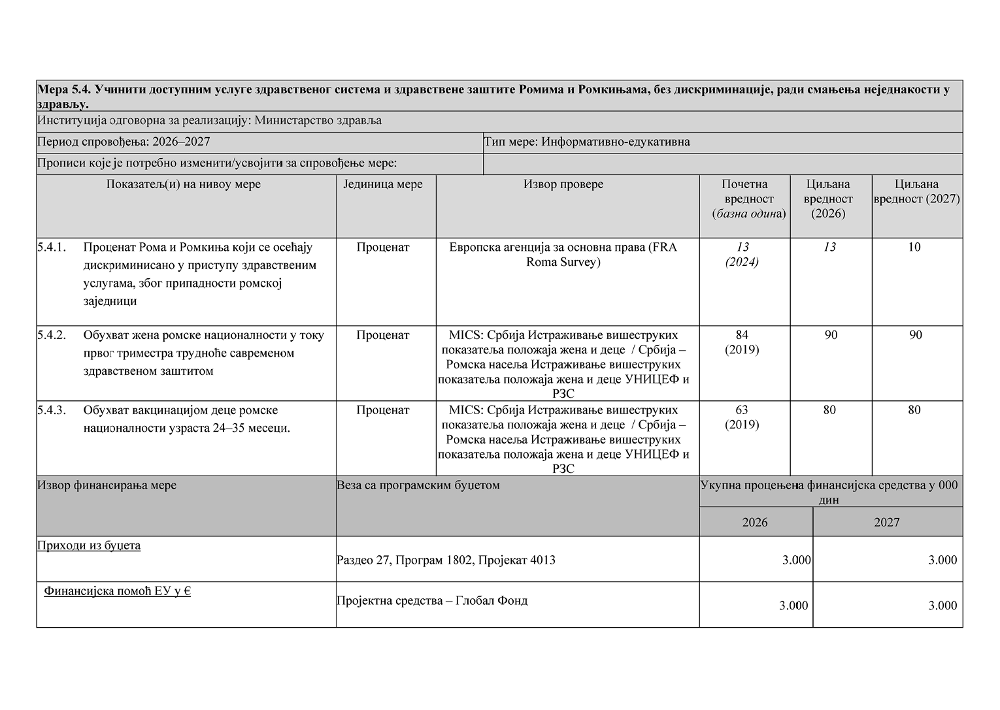 Мера 5.4. Учинити доступним услуге здравственог система и здравствене заштите Ромима и Ромкињама, без дискриминације, ради смањења неједнакости у
здрављу.
Институција одговорна за реализацију: Министарство здравља
Период спровођења: 2026–2027
Тип мере: Информативно-едукативна
Прописи које је потребно изменити/усвојити за спровођење мере:
Показатељ(и) на нивоу мере
Јединица мере
Извор провере
Почетна
вредност
(базна одина)
Циљана
вредност
(2026)
Циљана
вредност (2027)
5.4.1. Проценат Рома и Ромкиња који се осећају
дискриминисано у приступу здравственим
услугама, због припадности ромској
заједници
Проценат
Европска агенција за основна права (FRA
Roma Survey)
13
(2024)
13
10
5.4.2. Обухват жена ромске националности у току
првог триместра трудноће савременом
здравственом заштитом
Проценат
MICS: Србија Истраживање вишеструких
показатеља положаја жена и деце / Србија –
Ромска насеља Истраживање вишеструких
показатеља положаја жена и деце УНИЦЕФ и
РЗС
84
(2019)
90
90
5.4.3. Обухват вакцинацијом деце ромске
националности узраста 24–35 месеци.
Проценат
MICS: Србија Истраживање вишеструких
показатеља положаја жена и деце / Србија –
Ромска насеља Истраживање вишеструких
показатеља положаја жена и деце УНИЦЕФ и
РЗС
63
(2019)
80
80
Извор финансирања мере
Веза са програмским буџетом
Укупна процењена финансијска средства у 000
дин
2026
2027
Приходи из буџета
Раздео 27, Програм 1802, Пројекат 4013
3.000
3.000
Финансијска помоћ ЕУ у €
Пројектна средства – Глобал Фонд
3.000
3.000